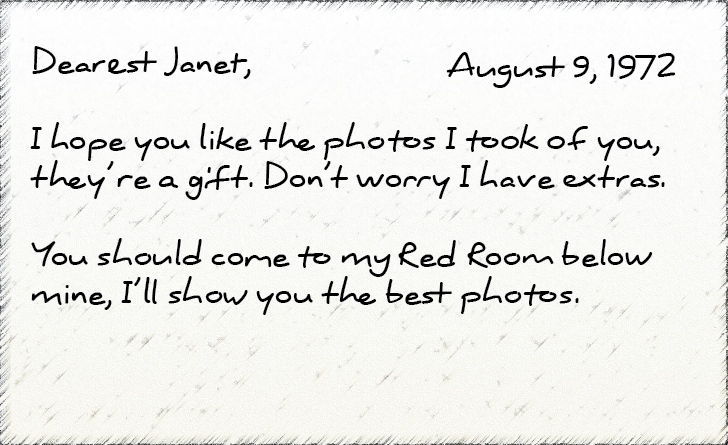 Dearest Janet, August 9, 1972
I hope you like the photos I took of you,
they're a gift. Don't worry I have extras.
You should come to my Red Room below
mine, I'll show you the best photos.